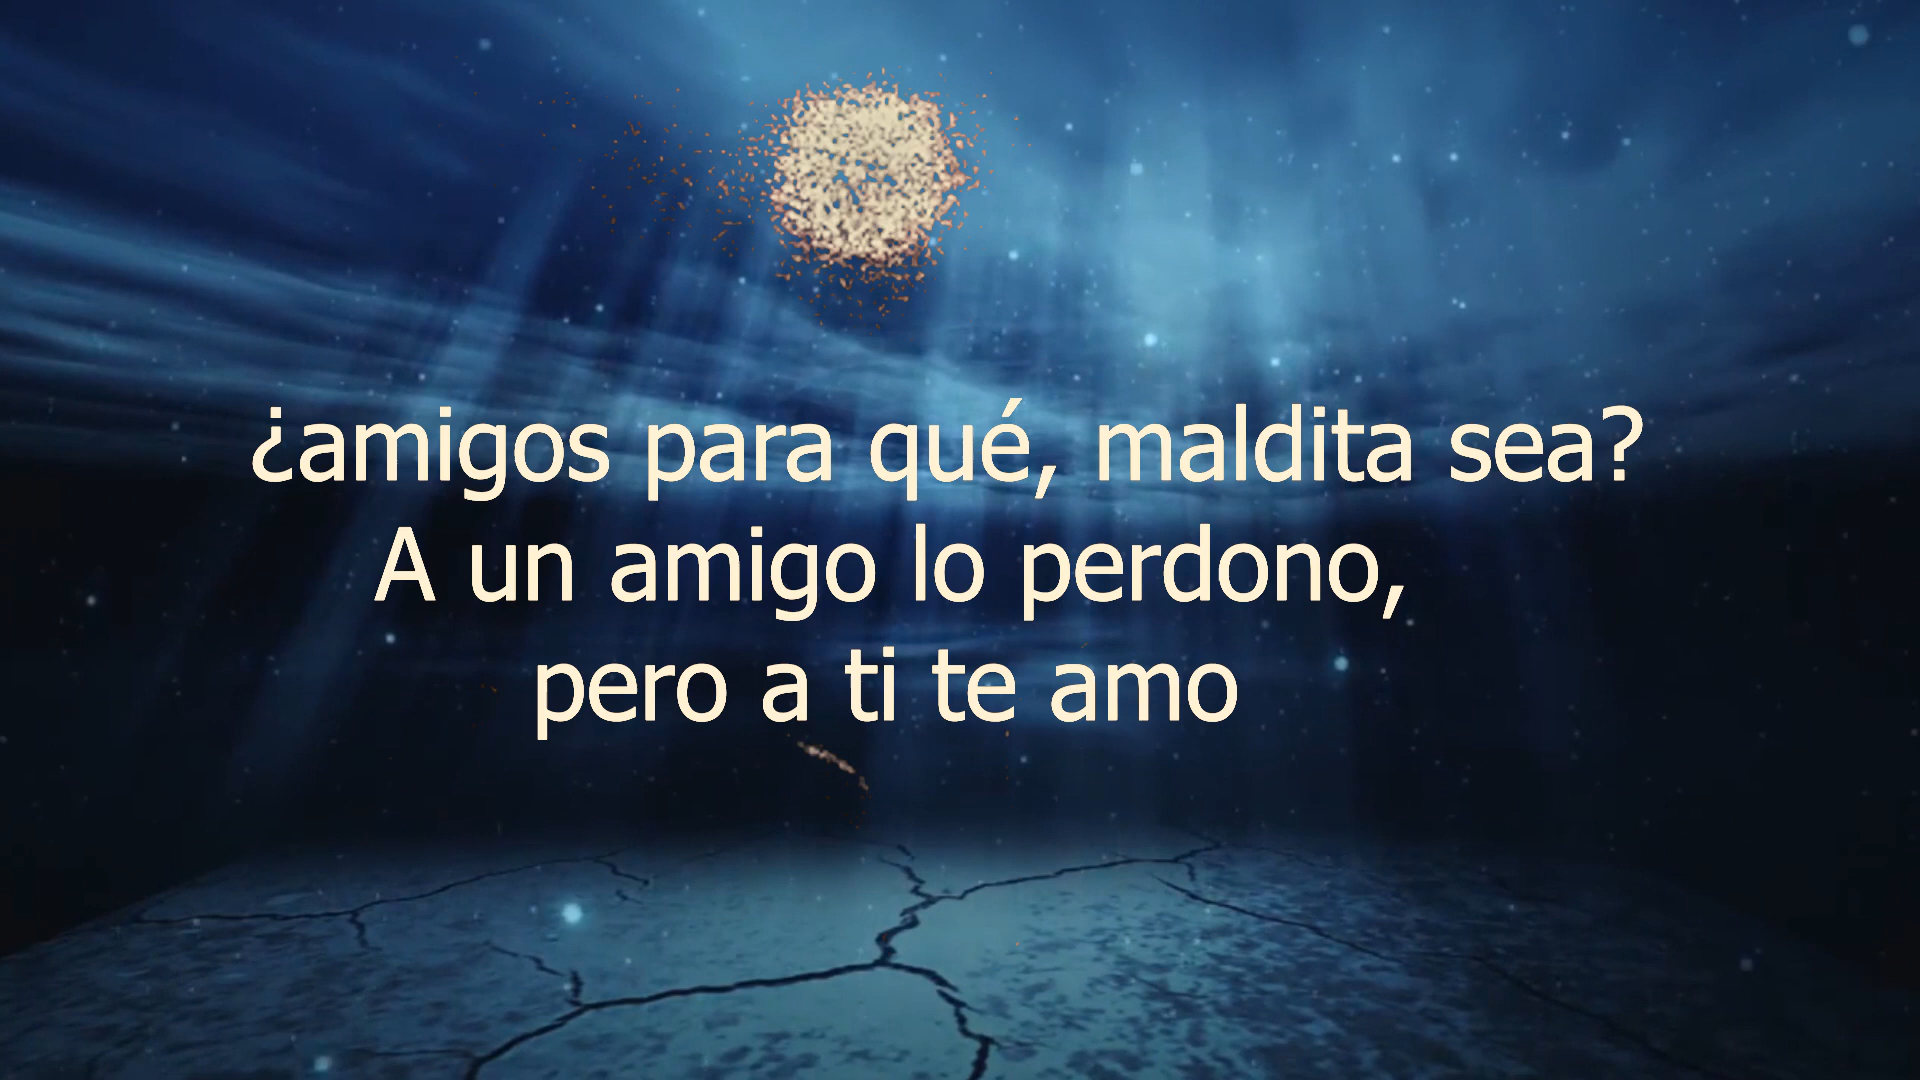 ¿amigos para qué, maldita sea?
A un amigo lo perdono,
pero a ti te amo